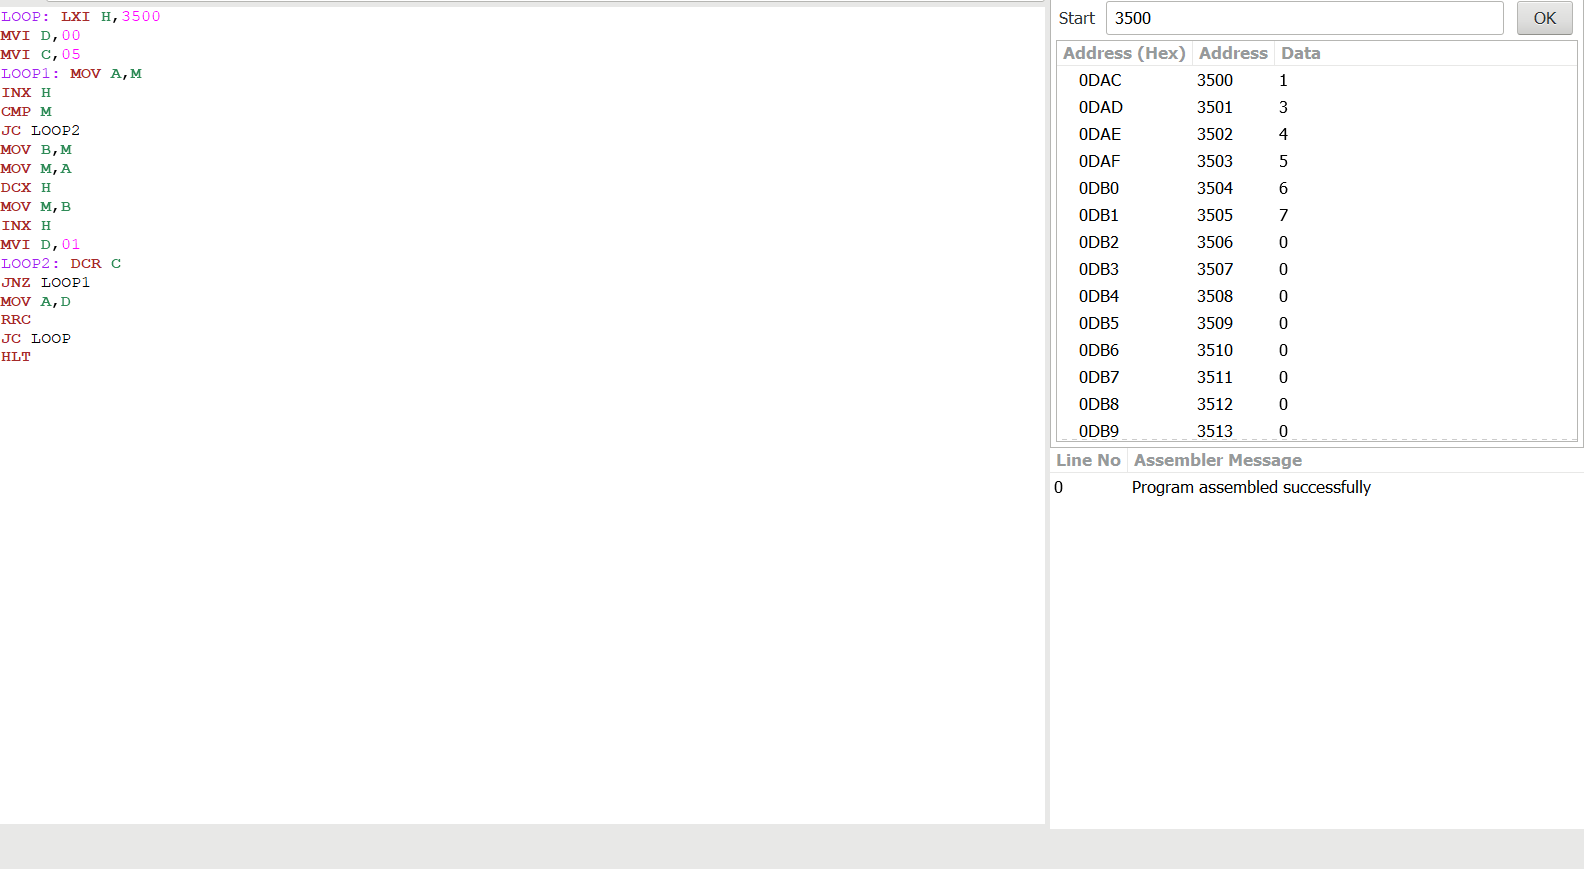 LOOP: LXI H,3500
MVI D,00
MVI C,05
LOOP1: MOV A,M
INX H
CMP M
JC LOOP2
MOV B,M
MOV M,A
DCX H
MOV M,B
INX H
MVI D,01
LOOP2: DCR C
JNZ LOOP1
MOV A,D
RRC
JC LOOP
HLT
Start 3500 OK
Address (Hex) Address Data
0DAC 3500 1
0DAD 3501 3
0DAE 3502 4
0DAF 3503 5
0DB0 3504 6
0DB1 3505 7
0DB2 3506 0
0DB3 3507 0
0DB4 3508 0
0DB5 3509 0
0DB6 3510 0
0DB7 3511 0
0DB8 3512 0
0DB9 3513 0
Line No Assembler Message
0 Program assembled successfully